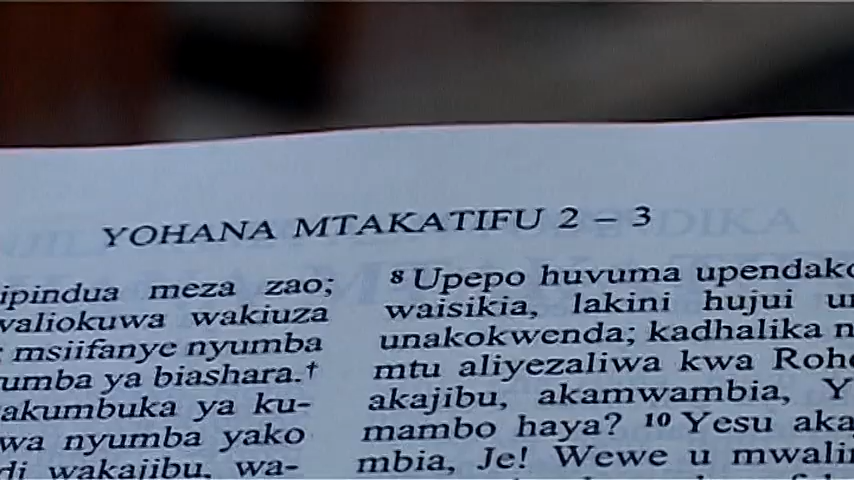 YOHANA MTAKATIFU 2 – 3
ipindua meza zao;
valiokuwa wakiuza
; msiifanye nyumba
umba ya biashara.†
akumbuka ya ku-
wa nyumba yako
di wakajibu, wa-
8 Upepo huvuma upendako
waisikia, lakini hujui u
unakokwenda; kadhalika n
mtu aliyezaliwa kwa Roho
akajibu, akamwambia, Y
mambo haya? 10 Yesu aka
mbia, Je! Wewe u mwalim